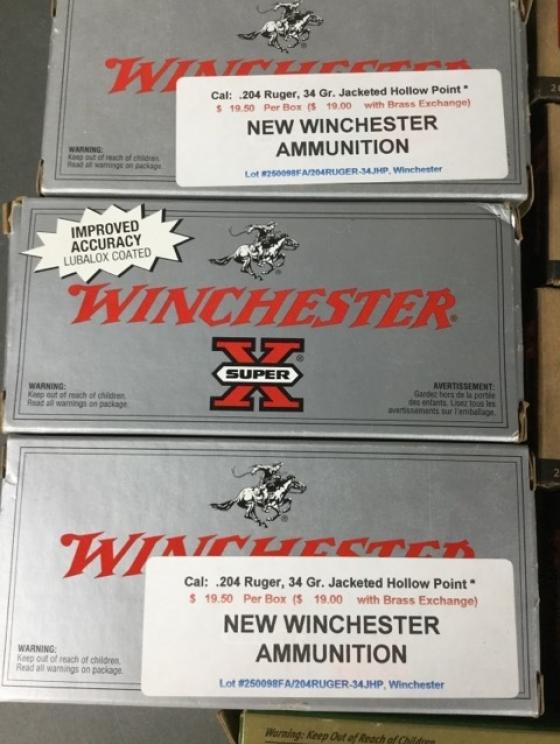 WINCHESTER
Cal: .204 Ruger, 34 Gr. Jacketed Hollow Point *
$ 19.50 Per Box ($ 19.00 with Brass Exchange)
NEW WINCHESTER
AMMUNITION
Lot #250098FA/204RUGER-34JHP, Winchester
WARNING:
Keep out of reach of children.
Read all warnings on package.
IMPROVED
ACCURACY
LUBALOX COATED
WINCHESTER®
SUPER X®
WARNING:
Keep out of reach of children.
Read all warnings on package.
AVERTISSEMENT:
Gardez hors de la portée
des enfants. Lisez tous les
avertissements sur l'emballage.
WINCHESTER
Cal: .204 Ruger, 34 Gr. Jacketed Hollow Point *
$ 19.50 Per Box ($ 19.00 with Brass Exchange)
NEW WINCHESTER
AMMUNITION
Lot #250098FA/204RUGER-34JHP, Winchester
WARNING:
Keep out of reach of children.
Read all warnings on package.
Warning: Keep Out of Reach of Children